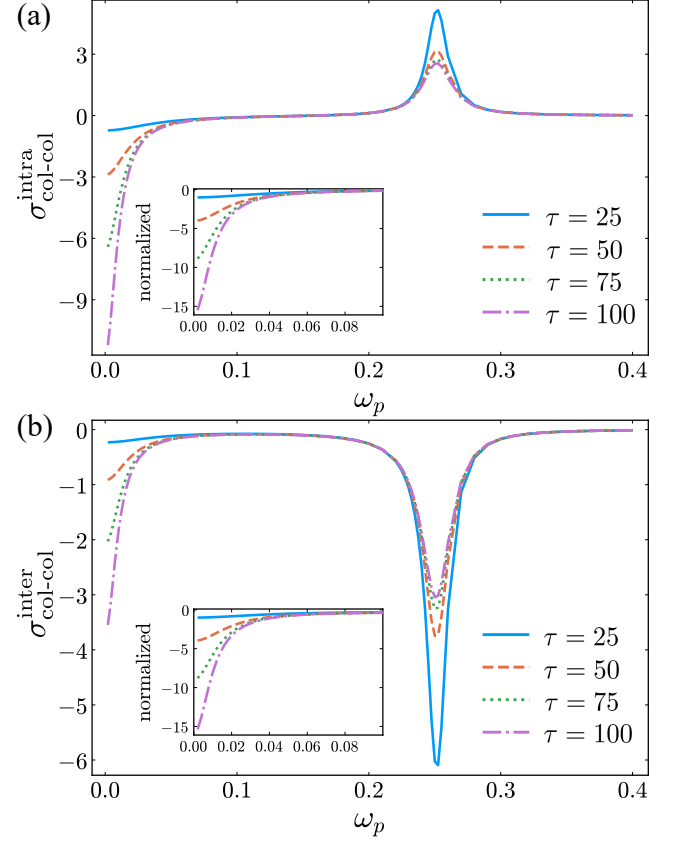 (a)
3
0
−3
−6
−9
σ^intra_col-col
normalized
0
−5
−10
−15
0.00 0.02 0.04 0.06 0.08
τ = 25
τ = 50
τ = 75
τ = 100
0.0 0.1 0.2 0.3 0.4
ω_p
(b)
0
−1
−2
−3
−4
−5
−6
σ^inter_col-col
normalized
0
−5
−10
−15
0.00 0.02 0.04 0.06 0.08
τ = 25
τ = 50
τ = 75
τ = 100
0.0 0.1 0.2 0.3 0.4
ω_p